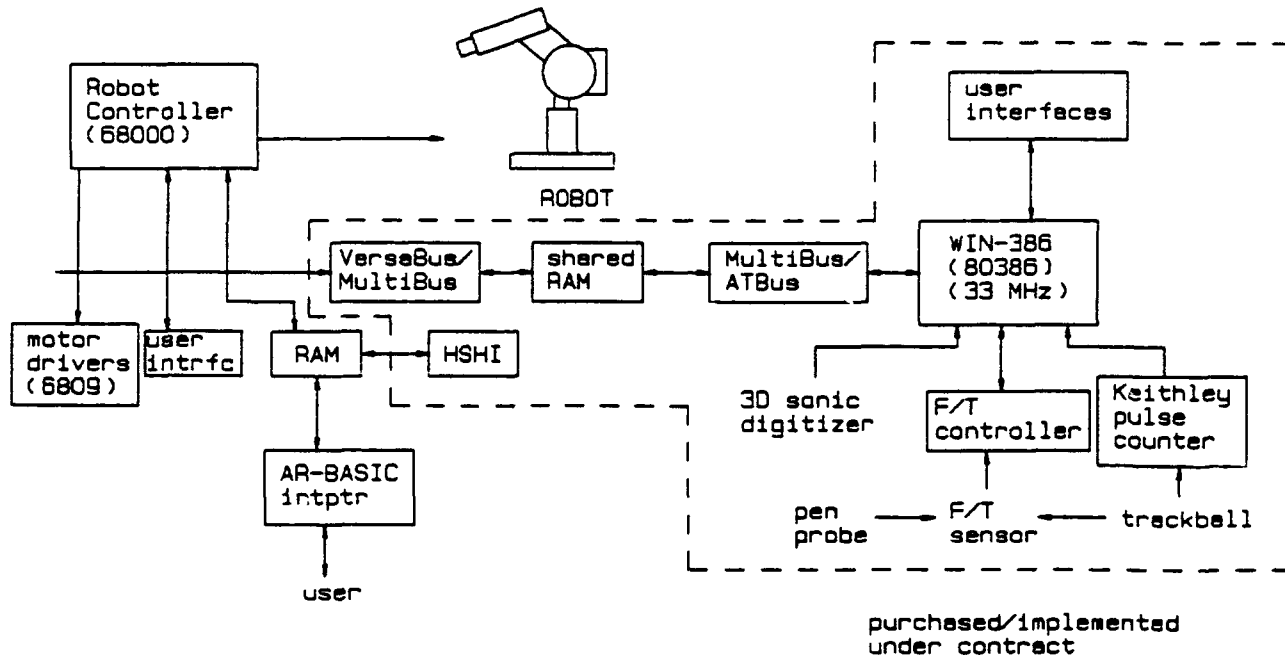 Robot
Controller
(68000)
ROBOT
user
interfaces
VersaBus/
MultiBus
shared
RAM
MultiBus/
ATBus
WIN-386
(80386)
(33 MHz)
motor
drivers
(6809)
user
intrfc
RAM
HSHI
3D sonic
digitizer
F/T
controller
Keithley
pulse
counter
AR-BASIC
intptr
pen
probe
F/T
sensor
trackball
user
purchased/implemented
under contract